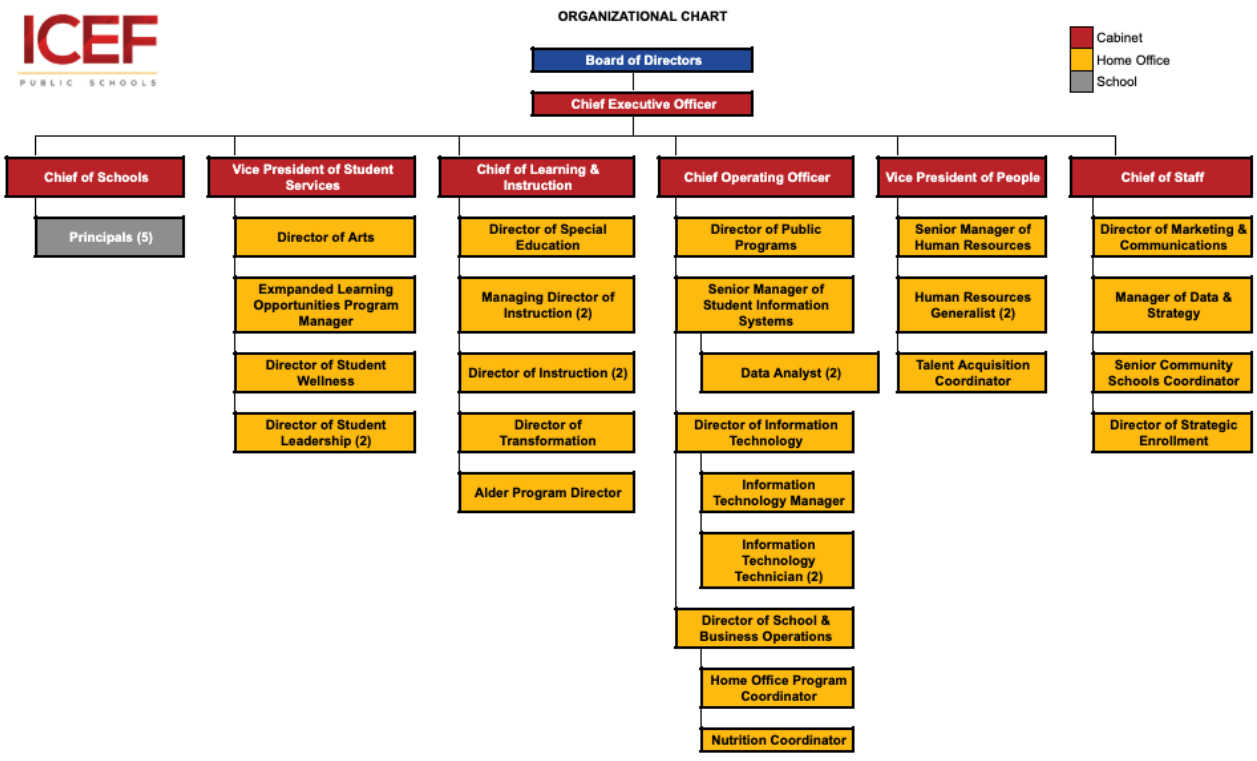 ORGANIZATIONAL CHART
ICEF
PUBLIC SCHOOLS
Cabinet
Home Office
School
Board of Directors
Chief Executive Officer
Chief of Schools
Principals (5)
Vice President of Student
Services
Director of Arts
Exmpanded Learning
Opportunities Program
Manager
Director of Student
Wellness
Director of Student
Leadership (2)
Chief of Learning &
Instruction
Director of Special
Education
Managing Director of
Instruction (2)
Director of Instruction (2)
Director of
Transformation
Alder Program Director
Chief Operating Officer
Director of Public
Programs
Senior Manager of
Student Information
Systems
Data Analyst (2)
Director of Information
Technology
Information
Technology Manager
Information
Technology
Technician (2)
Director of School &
Business Operations
Home Office Program
Coordinator
Nutrition Coordinator
Vice President of People
Senior Manager of
Human Resources
Human Resources
Generalist (2)
Talent Acquisition
Coordinator
Chief of Staff
Director of Marketing &
Communications
Manager of Data &
Strategy
Senior Community
Schools Coordinator
Director of Strategic
Enrollment